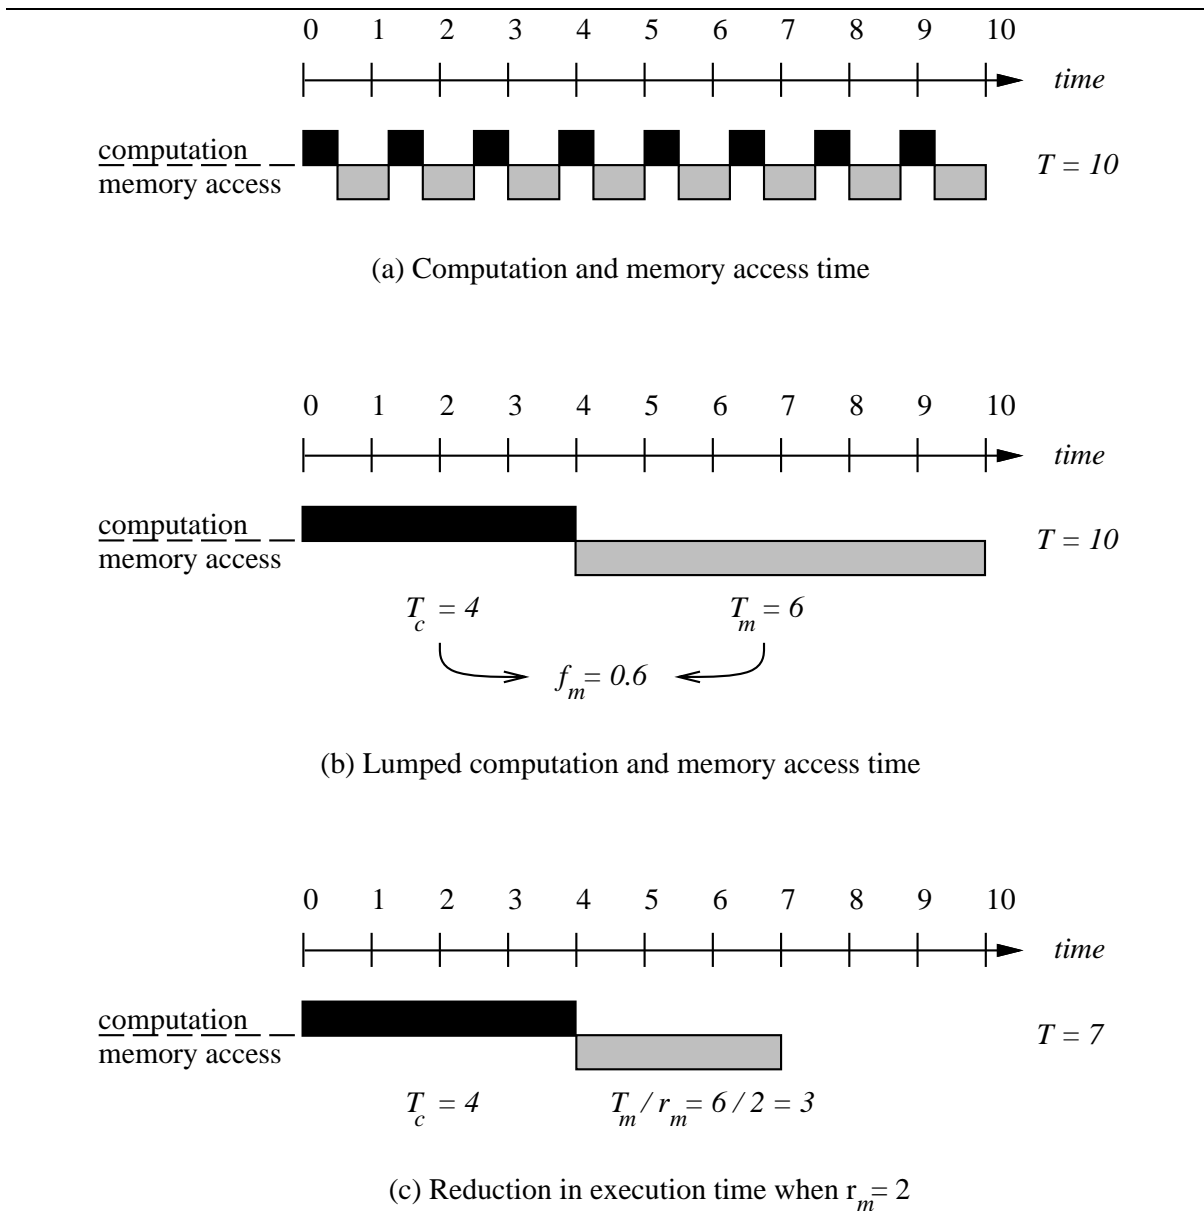 0 1 2 3 4 5 6 7 8 9 10
time
computation
memory access
T = 10
(a) Computation and memory access time
0 1 2 3 4 5 6 7 8 9 10
time
computation
memory access
T = 10
T_c = 4
T_m = 6
f_m = 0.6
(b) Lumped computation and memory access time
0 1 2 3 4 5 6 7 8 9 10
time
computation
memory access
T = 7
T_c = 4
T_m / r_m = 6 / 2 = 3
(c) Reduction in execution time when r_m = 2